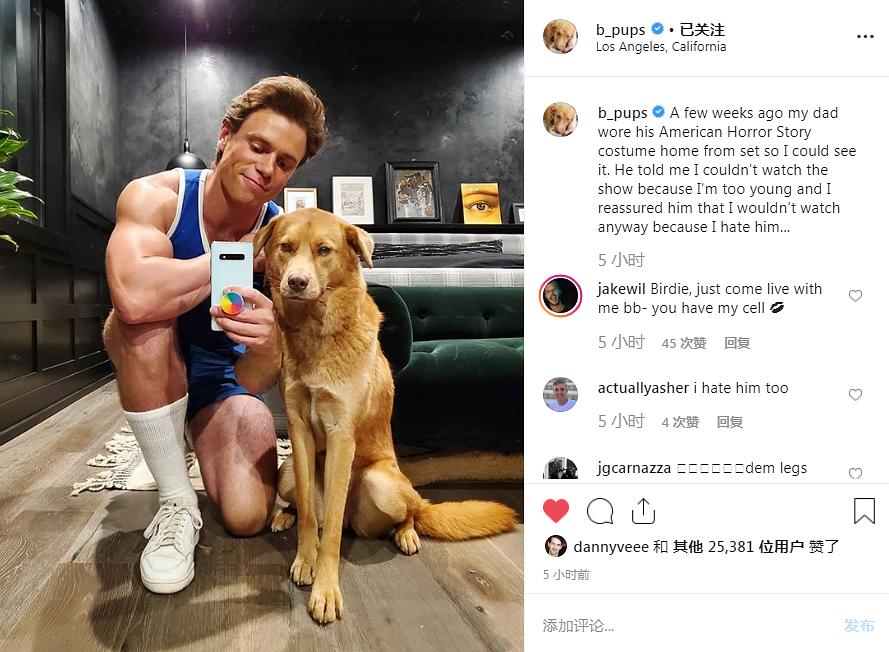 b_pups • 已关注
Los Angeles, California
b_pups A few weeks ago my dad
wore his American Horror Story
costume home from set so I could see
it. He told me I couldn't watch the
show because I'm too young and I
reassured him that I wouldn't watch
anyway because I hate him...
5 小时
jakewil Birdie, just come live with
me bb- you have my cell 💋
5 小时 45 次赞 回复
actuallyasher i hate him too
5 小时 4 次赞 回复
jgcarnazza □□□□□□dem legs
dannyveee 和 其他 25,381 位用户 赞了
5 小时前
添加评论... 发布